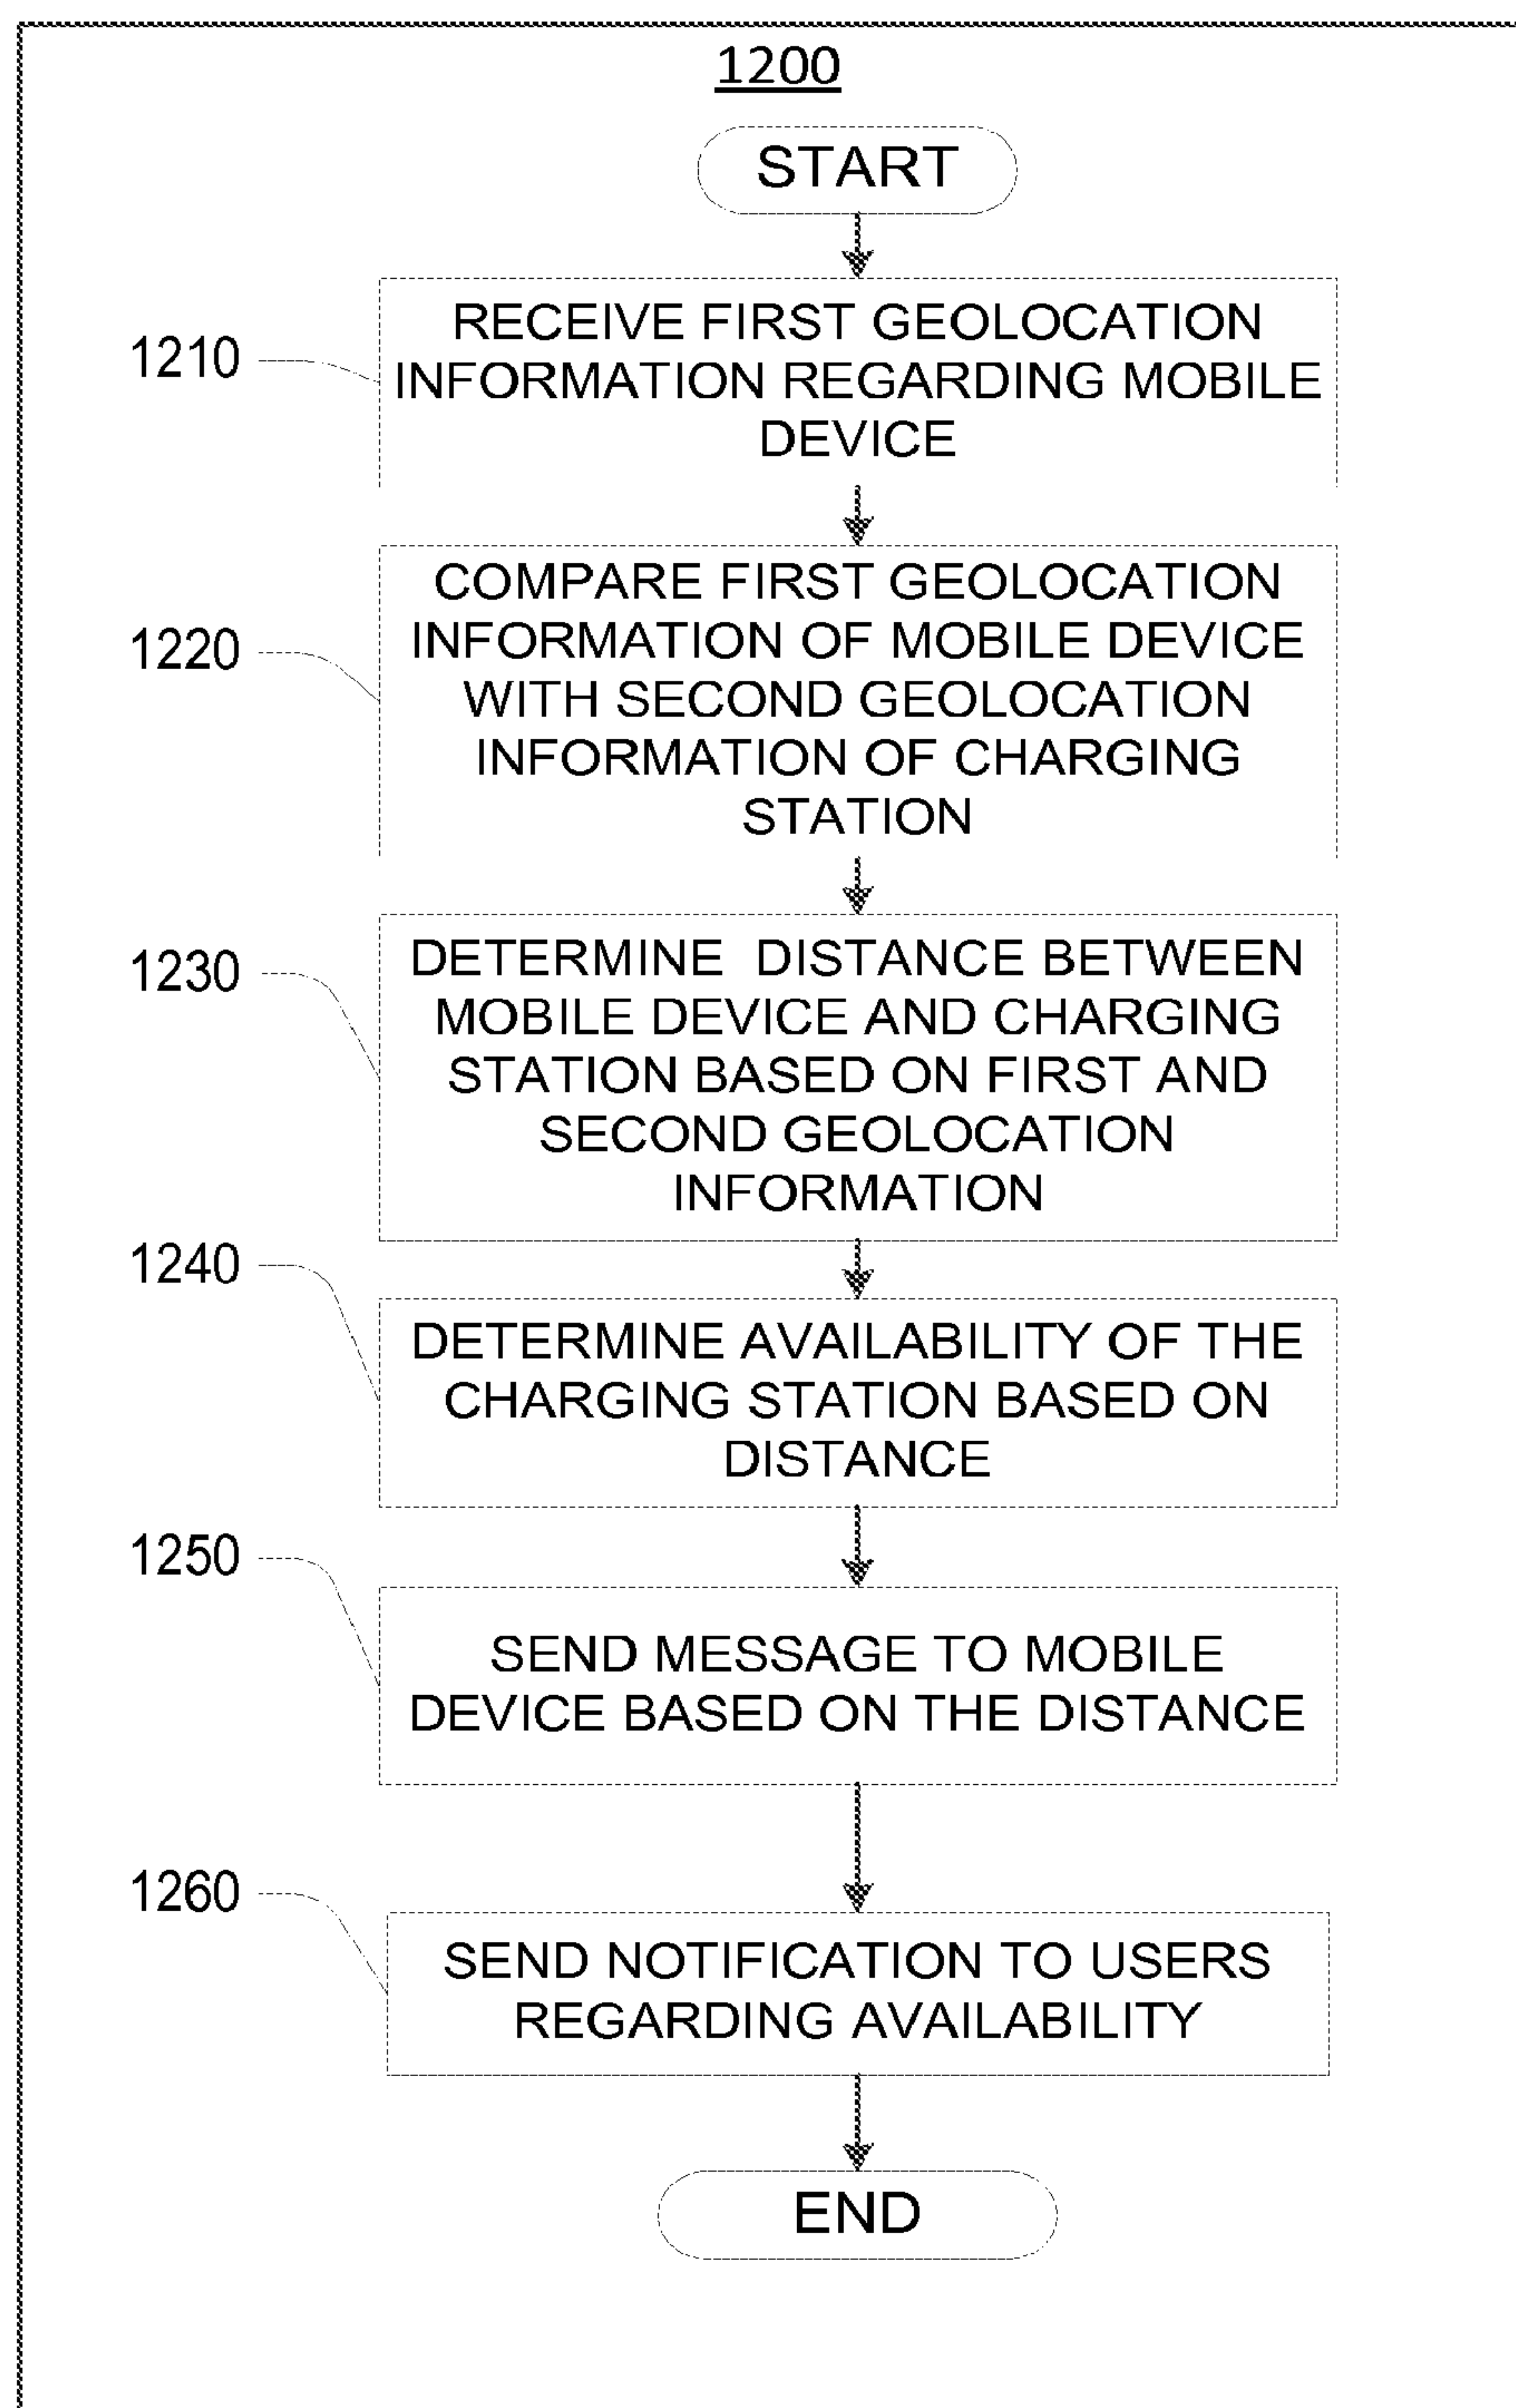 1200
START
1210
RECEIVE FIRST GEOLOCATION
INFORMATION REGARDING MOBILE
DEVICE
1220
COMPARE FIRST GEOLOCATION
INFORMATION OF MOBILE DEVICE
WITH SECOND GEOLOCATION
INFORMATION OF CHARGING
STATION
1230
DETERMINE DISTANCE BETWEEN
MOBILE DEVICE AND CHARGING
STATION BASED ON FIRST AND
SECOND GEOLOCATION
INFORMATION
1240
DETERMINE AVAILABILITY OF THE
CHARGING STATION BASED ON
DISTANCE
1250
SEND MESSAGE TO MOBILE
DEVICE BASED ON THE DISTANCE
1260
SEND NOTIFICATION TO USERS
REGARDING AVAILABILITY
END